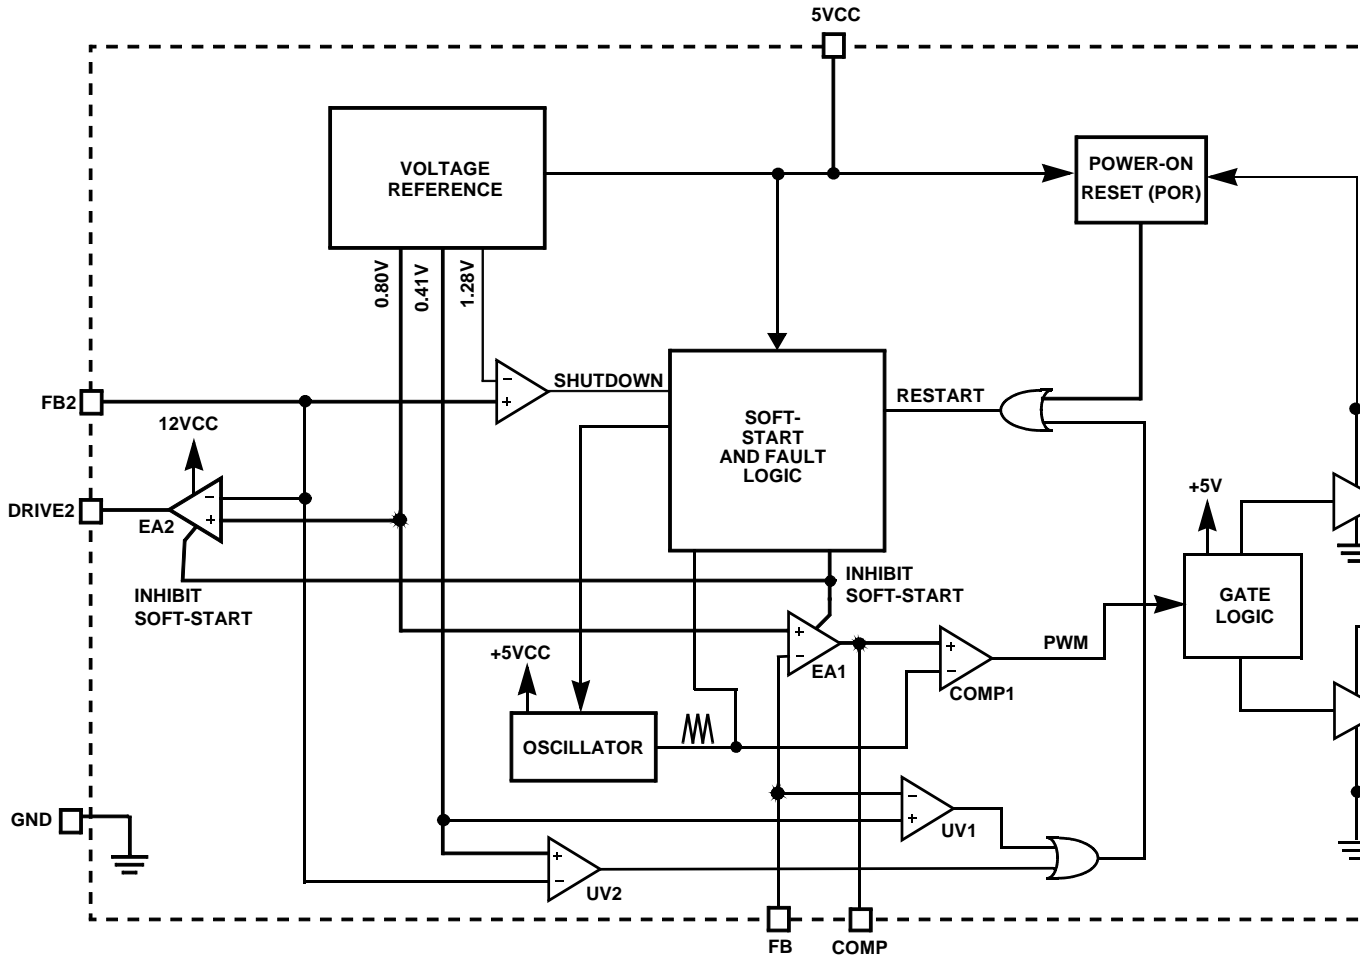 5VCC
VOLTAGE
REFERENCE
POWER-ON
RESET (POR)
0.80V
0.41V
1.28V
FB2
SHUTDOWN
RESTART
12VCC
SOFT-
START
AND FAULT
LOGIC
DRIVE2
EA2
+5V
INHIBIT
SOFT-START
INHIBIT
SOFT-START
GATE
LOGIC
+5VCC
EA1
PWM
COMP1
OSCILLATOR
GND
UV1
UV2
FB
COMP